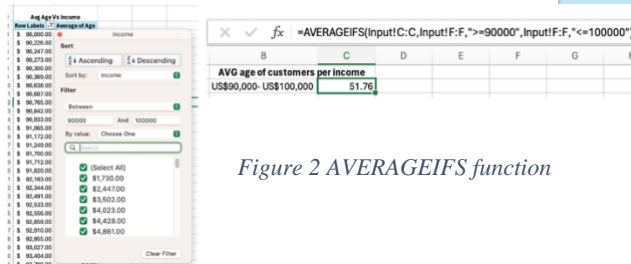 Avg Age Vs Income
Row Labels Average of Age
$ 90,000.00
$ 90,226.00
$ 90,247.00
$ 90,273.00
$ 90,300.00
$ 90,369.00
$ 90,638.00
$ 90,687.00
$ 90,765.00
$ 90,842.00
$ 90,933.00
$ 91,065.00
$ 91,172.00
$ 91,249.00
$ 91,700.00
$ 91,712.00
$ 91,820.00
$ 92,163.00
$ 92,344.00
$ 92,491.00
$ 92,533.00
$ 92,556.00
$ 92,859.00
$ 92,910.00
$ 92,955.00
$ 93,027.00
$ 93,404.00
Income
Sort
Ascending
Descending
Sort by: Income
Filter
Between
90000 And 100000
By value: Choose One
Search
(Select All)
$1,730.00
$2,447.00
$3,502.00
$4,023.00
$4,428.00
$4,861.00
Clear Filter
fx =AVERAGEIFS(Input!C:C,Input!F:F,">=90000",Input!F:F,"<=100000")
B C D E F G
AVG age of customers per income
US$90,000- US$100,000 51.76
Figure 2 AVERAGEIFS function